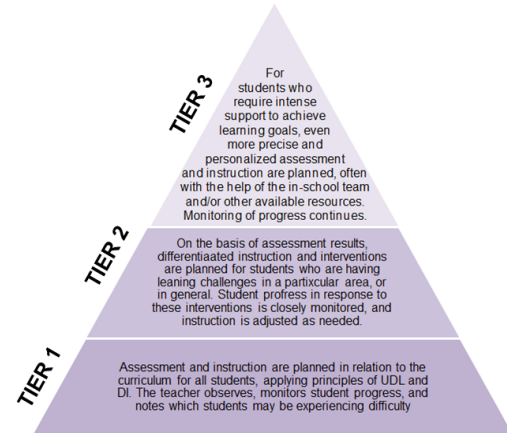 TIER 3
For
students who
require intense
support to achieve
learning goals, even
more precise and
personalized assessment
and instruction are planned, often
with the help of the in-school team
and/or other available resources.
Monitoring of progress continues.
TIER 2
On the basis of assessment results,
differentiaated instruction and interventions
are planned for students who are having
leaning challenges in a partixcular area, or
in general. Student profress in response to
these interventions is closely monitored, and
instruction is adjusted as needed.
TIER 1
Assessment and instruction are planned in relation to the
curriculum for all students, applying principles of UDL and
DI. The teacher observes, monitors student progress, and
notes which students may be experiencing difficulty